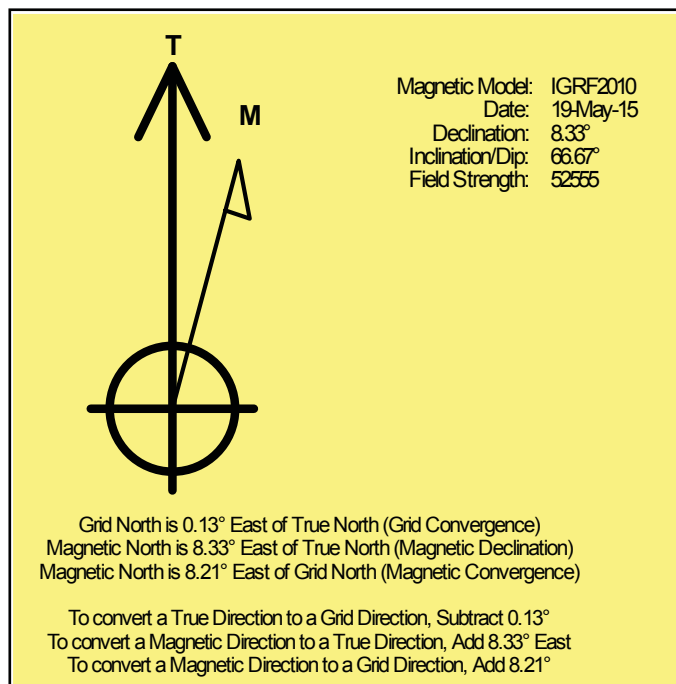 T
M
Magnetic Model: IGRF2010
Date: 19-May-15
Declination: 8.33°
Inclination/Dip: 66.67°
Field Strength: 52555
Grid North is 0.13° East of True North (Grid Convergence)
Magnetic North is 8.33° East of True North (Magnetic Declination)
Magnetic North is 8.21° East of Grid North (Magnetic Convergence)
To convert a True Direction to a Grid Direction, Subtract 0.13°
To convert a Magnetic Direction to a True Direction, Add 8.33° East
To convert a Magnetic Direction to a Grid Direction, Add 8.21°